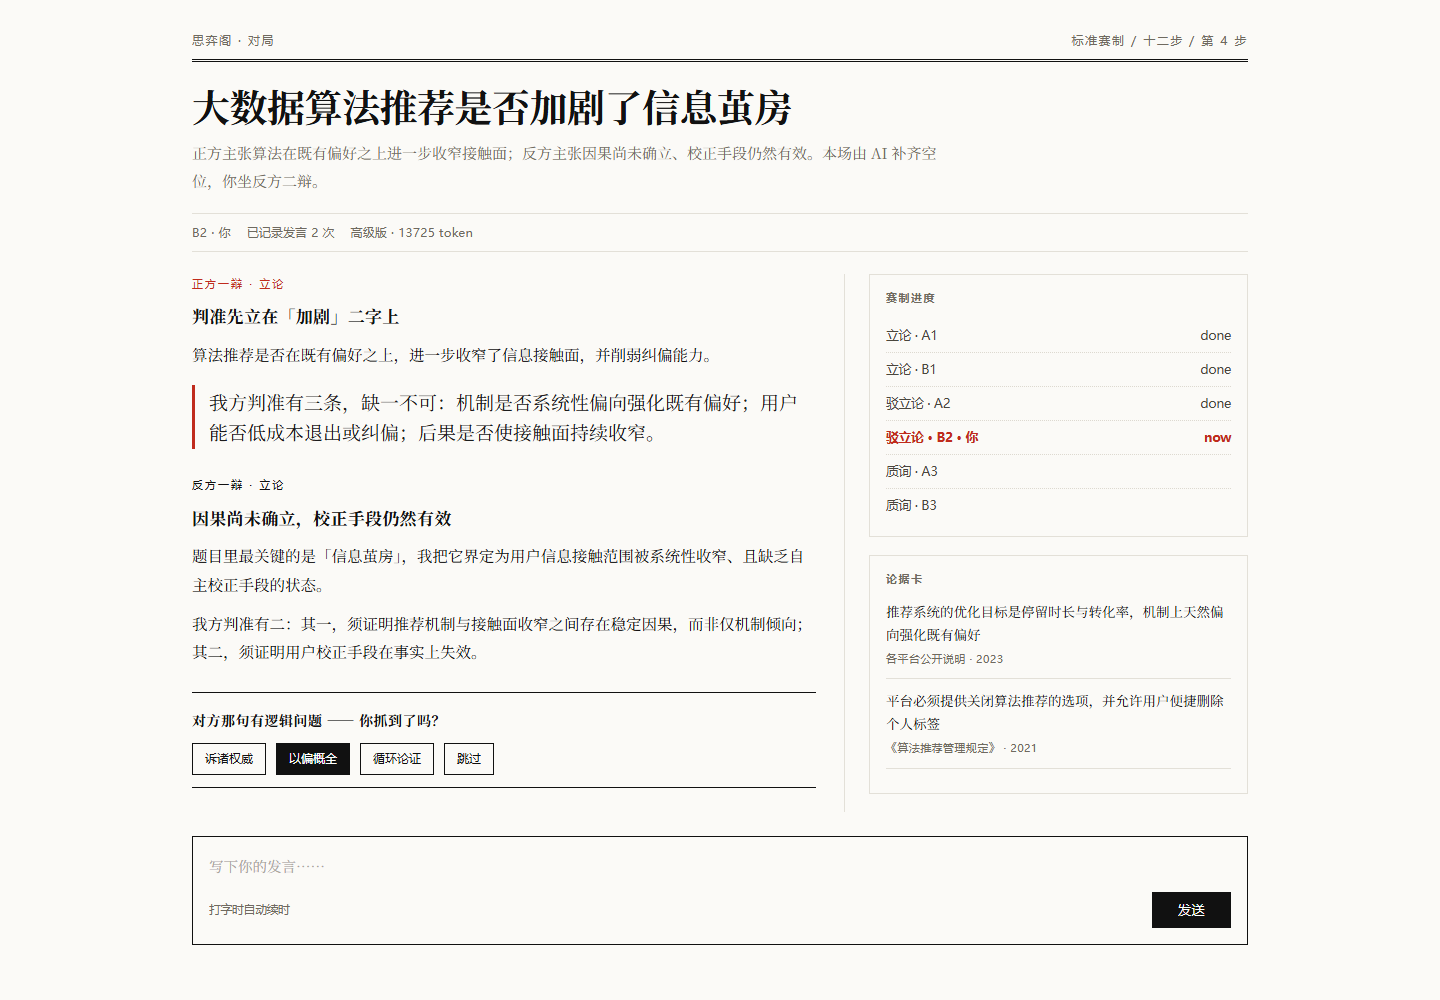 思弈阁 · 对局
标准赛制 / 十二步 / 第 4 步
大数据算法推荐是否加剧了信息茧房
正方主张算法在既有偏好之上进一步收窄接触面；反方主张因果尚未确立、校正手段仍然有效。本场由 AI 补齐空
位，你坐反方二辩。
B2 · 你 已记录发言 2 次 高级版 · 13725 token
正方一辩 · 立论
判准先立在「加剧」二字上
算法推荐是否在既有偏好之上，进一步收窄了信息接触面，并削弱纠偏能力。
我方判准有三条，缺一不可：机制是否系统性偏向强化既有偏好；用户
能否低成本退出或纠偏；后果是否使接触面持续收窄。
反方一辩 · 立论
因果尚未确立，校正手段仍然有效
题目里最关键的是「信息茧房」，我把它界定为用户信息接触范围被系统性收窄、且缺乏自
主校正手段的状态。
我方判准有二：其一，须证明推荐机制与接触面收窄之间存在稳定因果，而非仅机制倾向；
其二，须证明用户校正手段在事实上失效。
对方那句有逻辑问题 —— 你抓到了吗？
诉诸权威 以偏概全 循环论证 跳过
赛制进度
立论 · A1 done
立论 · B1 done
驳立论 · A2 done
驳立论 · B2 · 你 now
质询 · A3
质询 · B3
论据卡
推荐系统的优化目标是停留时长与转化率，机制上天然偏
向强化既有偏好
各平台公开说明 · 2023
平台必须提供关闭算法推荐的选项，并允许用户便捷删除
个人标签
《算法推荐管理规定》 · 2021
写下你的发言……
打字时自动续时
发送